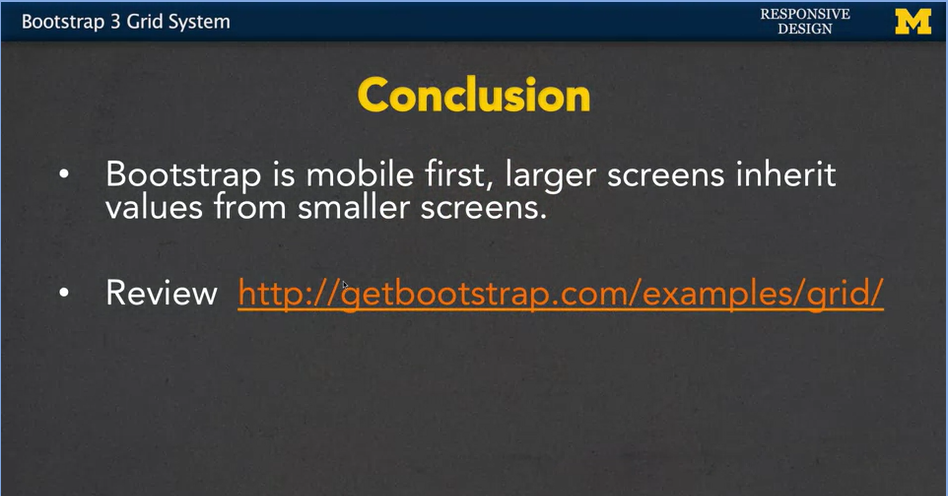 Bootstrap 3 Grid System
RESPONSIVE
DESIGN
M
Conclusion
• Bootstrap is mobile first, larger screens inherit
values from smaller screens.
• Review http://getbootstrap.com/examples/grid/